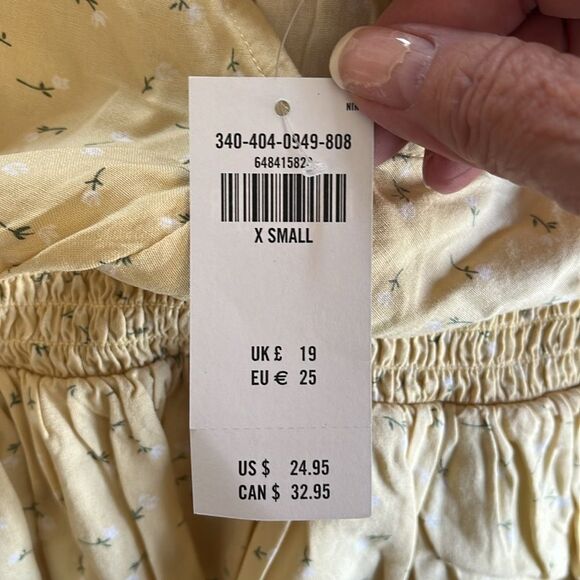 340-404-0949-808
X SMALL
UK £ 19
EU € 25
US $ 24.95
CAN $ 32.95